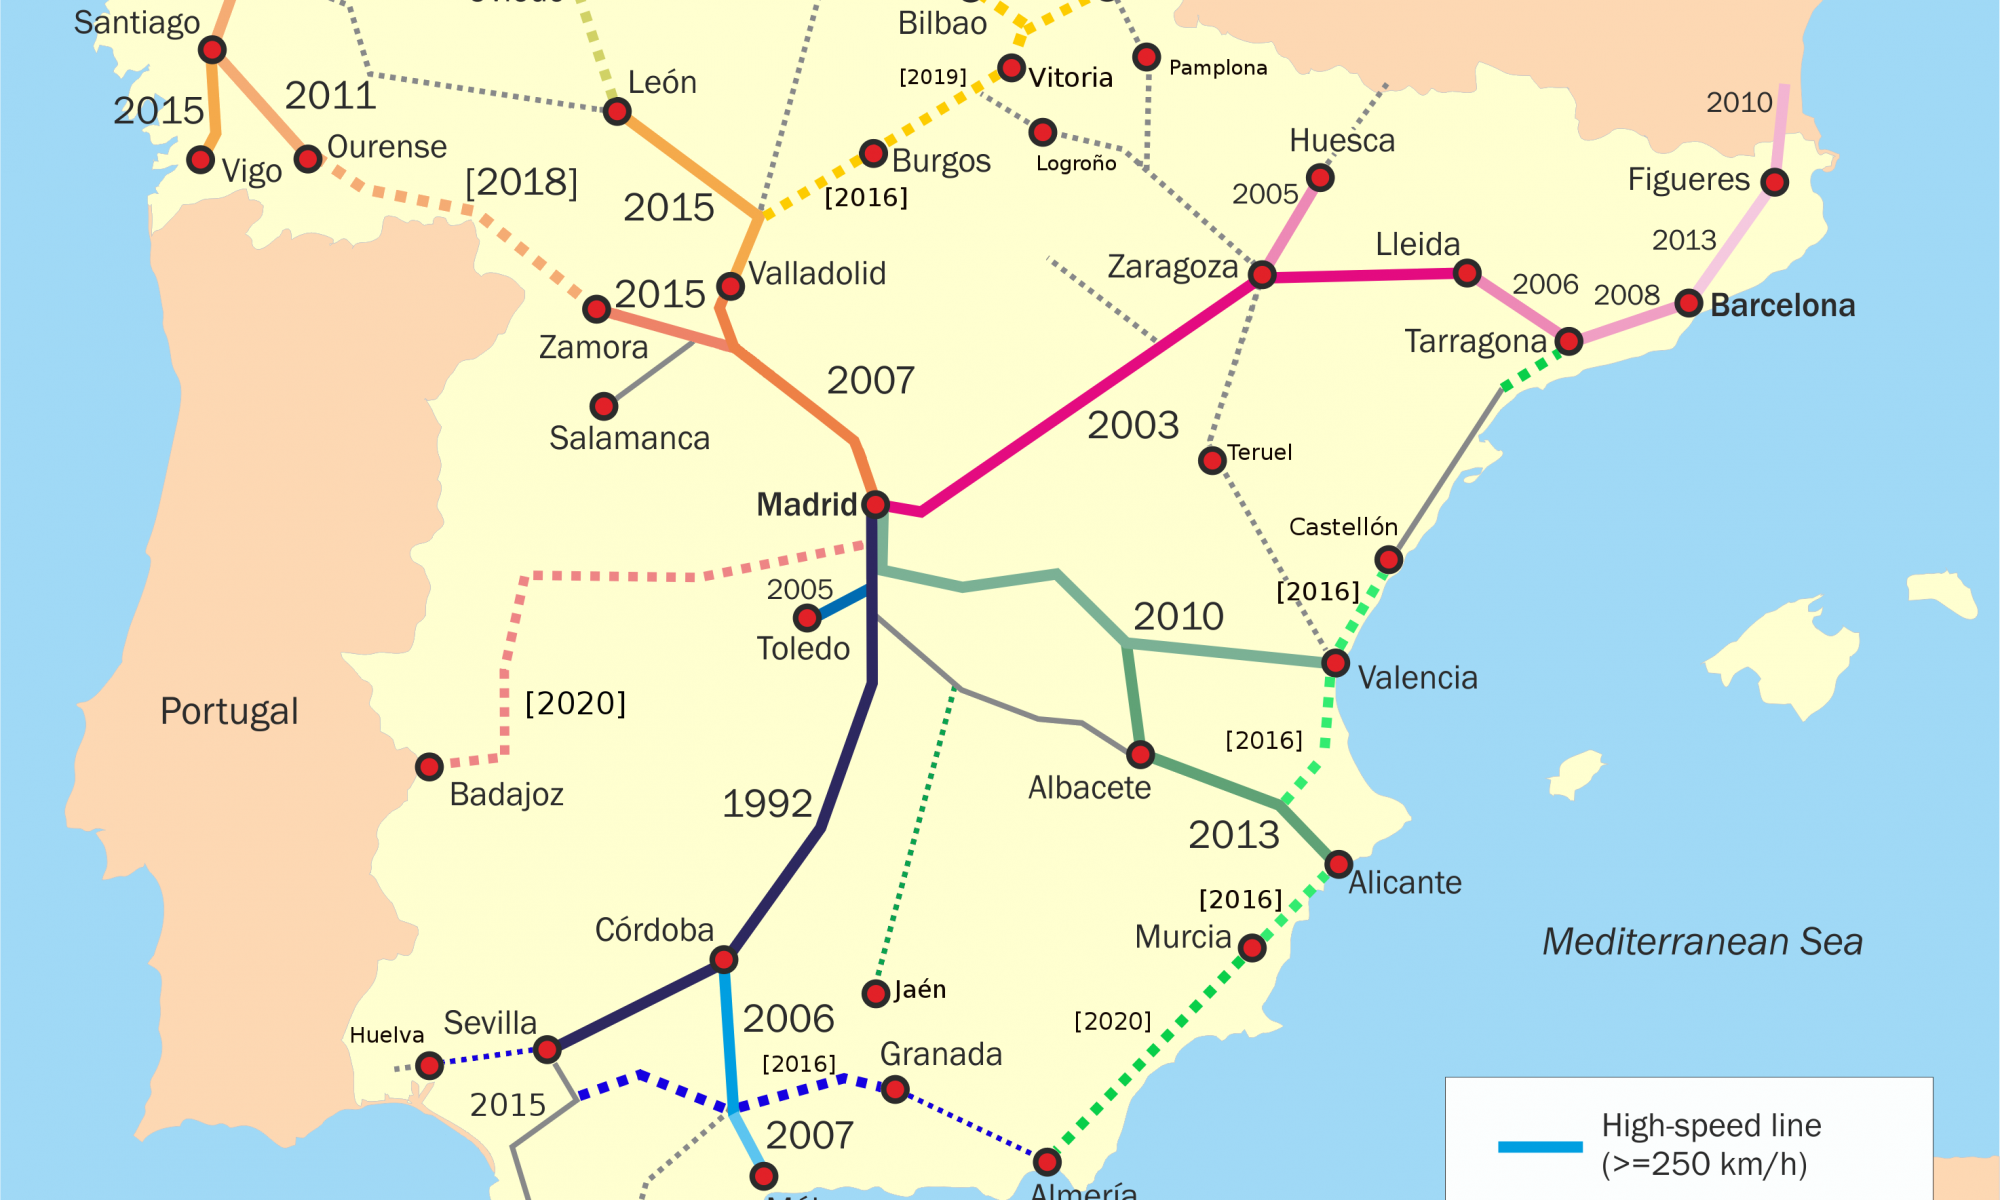 Santiago
Bilbao
[2019]
Vitoria
Pamplona
León
2015
2011
2010
Ourense
Vigo
Burgos
Logroño
Huesca
[2018]
2015
[2016]
2005
Figueres
Lleida
2013
Zaragoza
Valladolid
2015
2006
2008
Barcelona
Zamora
Tarragona
2007
Salamanca
2003
Teruel
Madrid
Castellón
2005
[2016]
Toledo
2010
Valencia
[2020]
Portugal
[2016]
Badajoz
Albacete
1992
2013
Alicante
[2016]
Córdoba
Murcia
Mediterranean Sea
Jaén
2006
[2020]
Sevilla
Huelva
Granada
[2016]
2015
2007
High-speed line
(>=250 km/h)
Almería